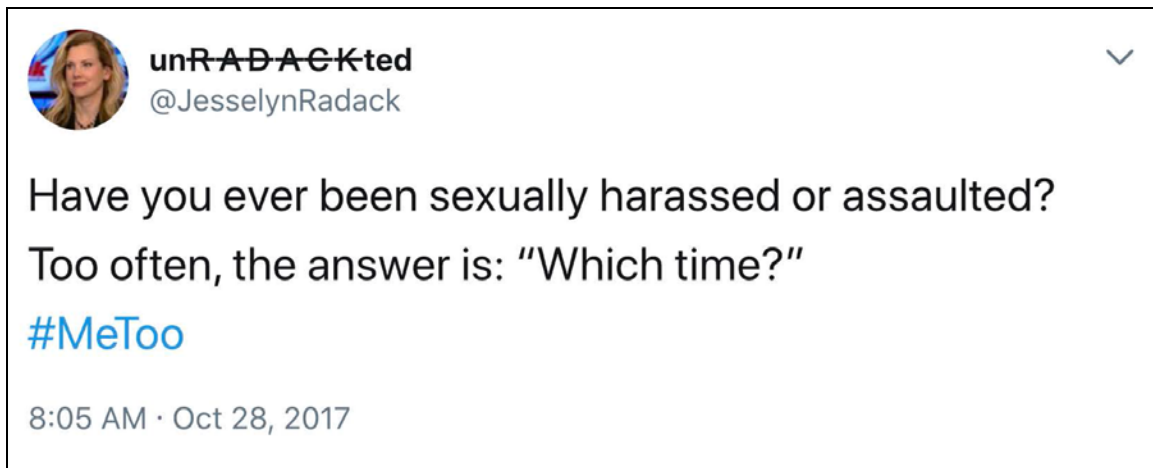 unRADACKted
@JesselynRadack
Have you ever been sexually harassed or assaulted?
Too often, the answer is: “Which time?”
#MeToo
8:05 AM · Oct 28, 2017